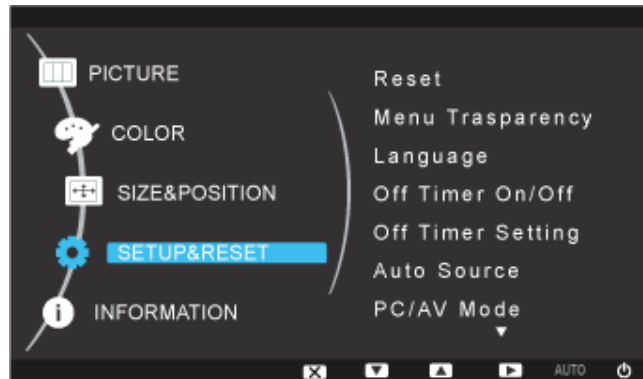 PICTURE
COLOR
SIZE&POSITION
SETUP&RESET
INFORMATION
Reset
Menu Trasparency
Language
Off Timer On/Off
Off Timer Setting
Auto Source
PC/AV Mode
AUTO